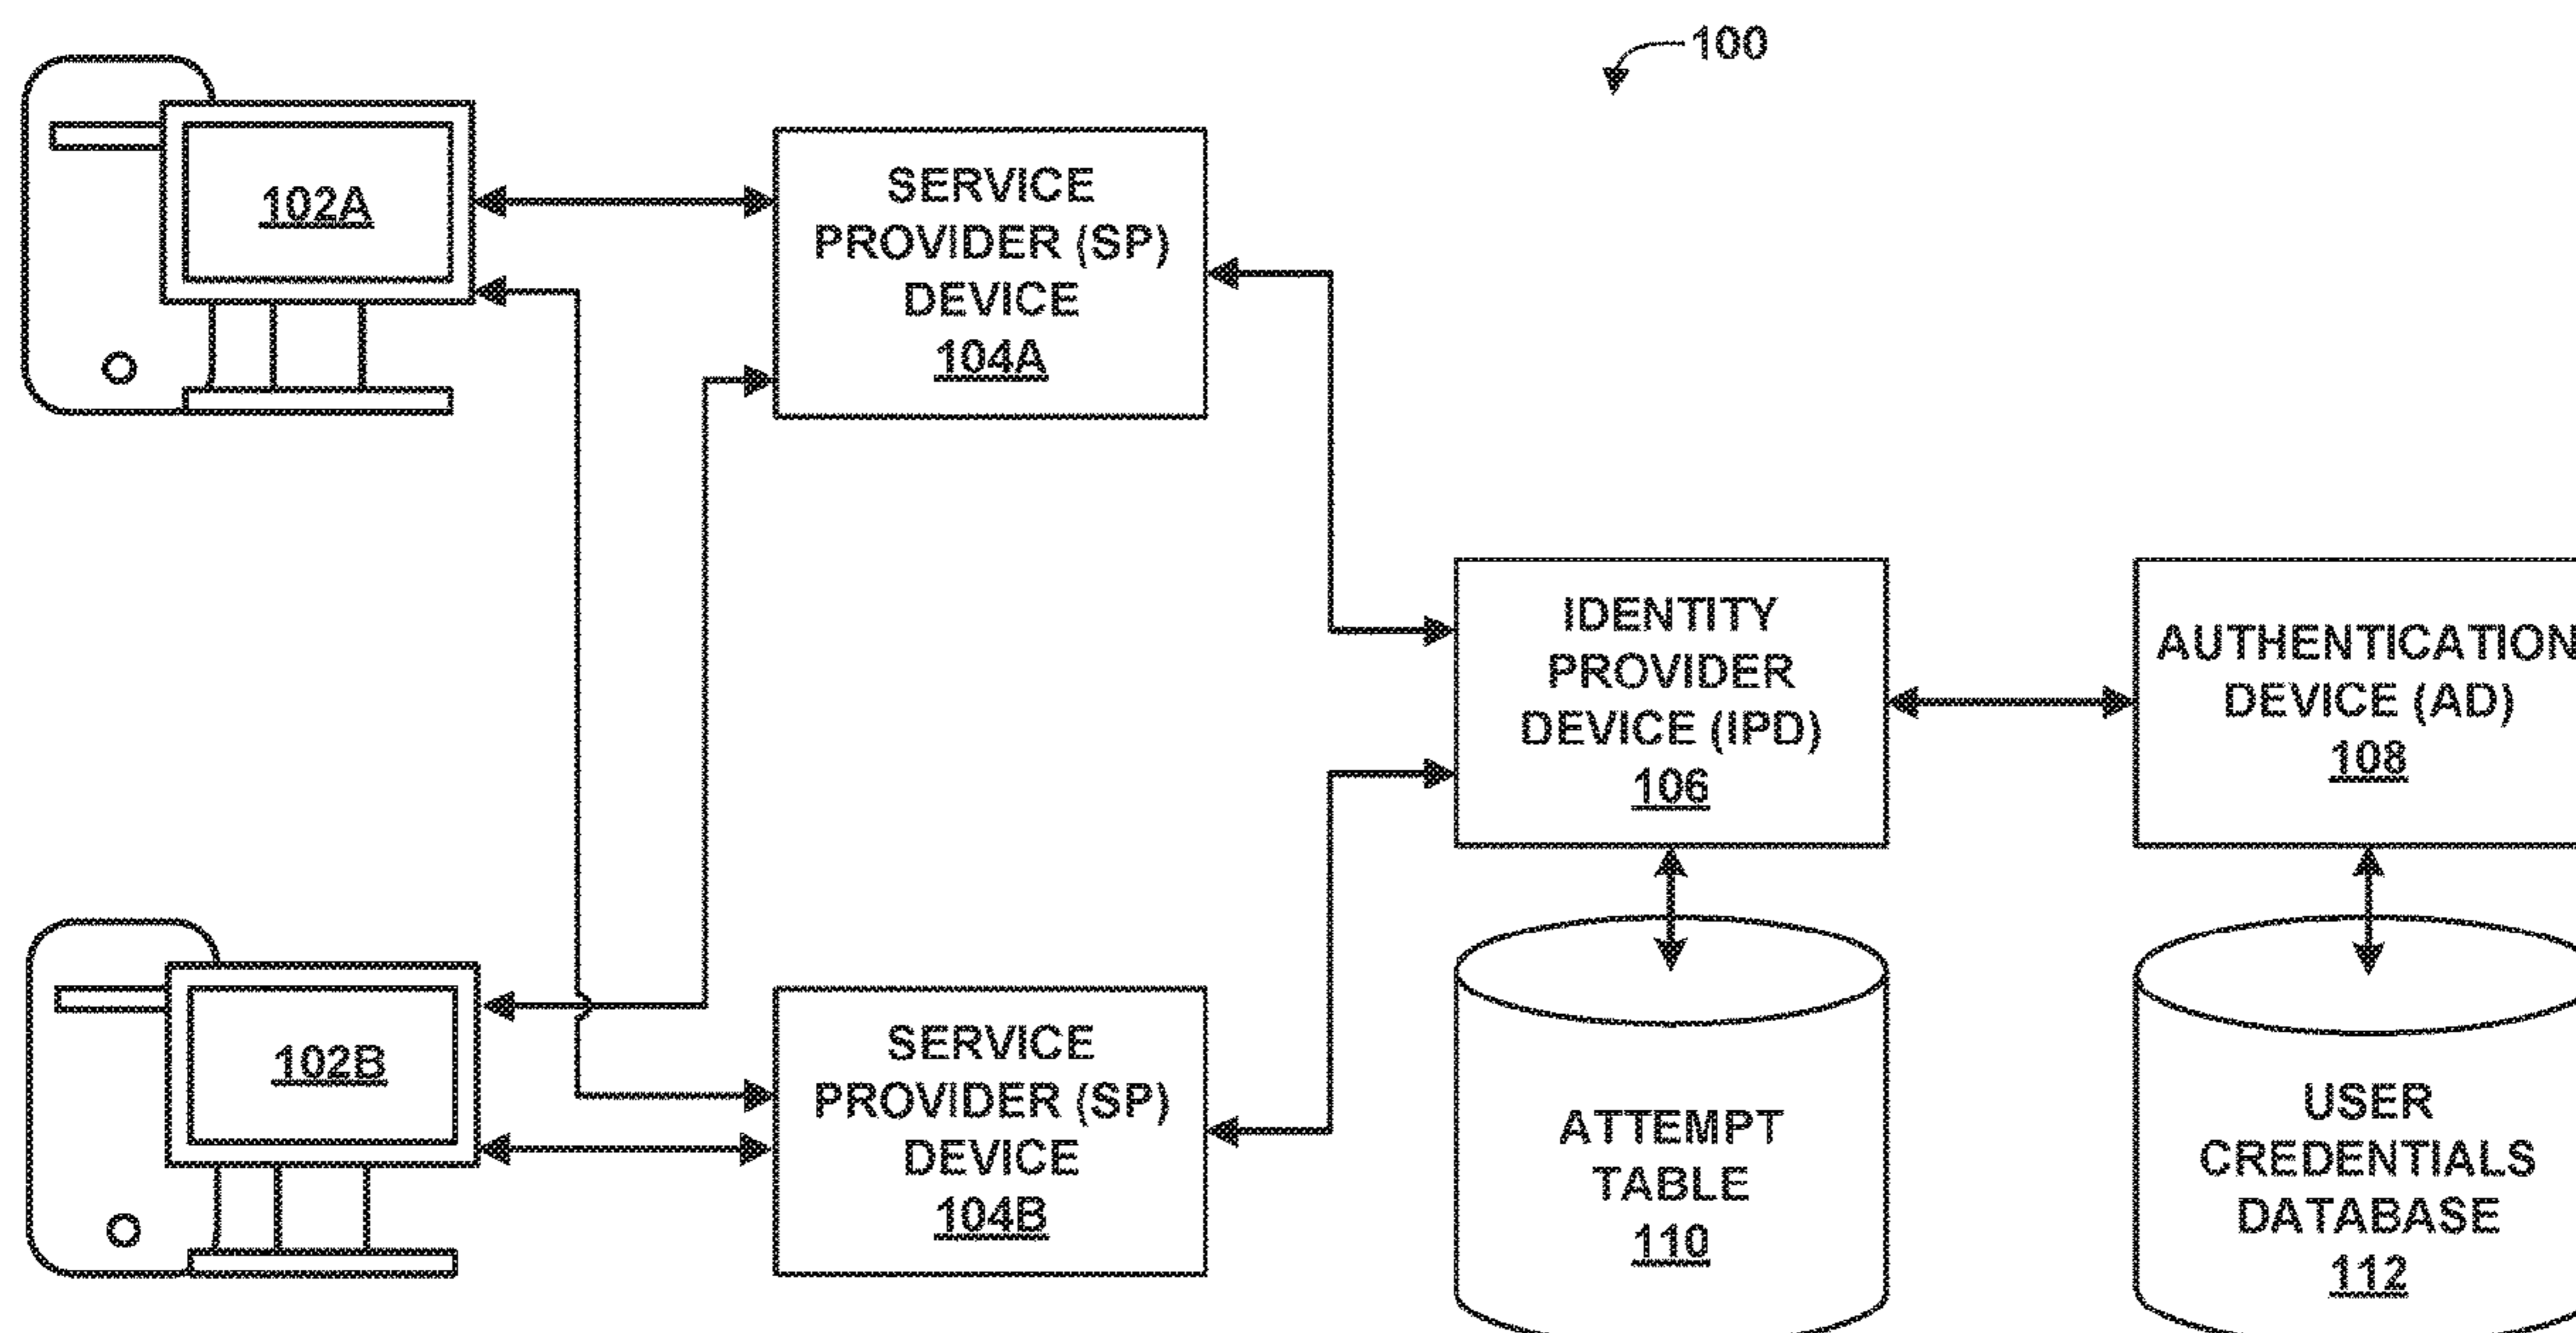 100
102A
SERVICE
PROVIDER (SP)
DEVICE
104A
IDENTITY
PROVIDER
DEVICE (IPD)
106
AUTHENTICATION
DEVICE (AD)
108
102B
SERVICE
PROVIDER (SP)
DEVICE
104B
ATTEMPT
TABLE
110
USER
CREDENTIALS
DATABASE
112